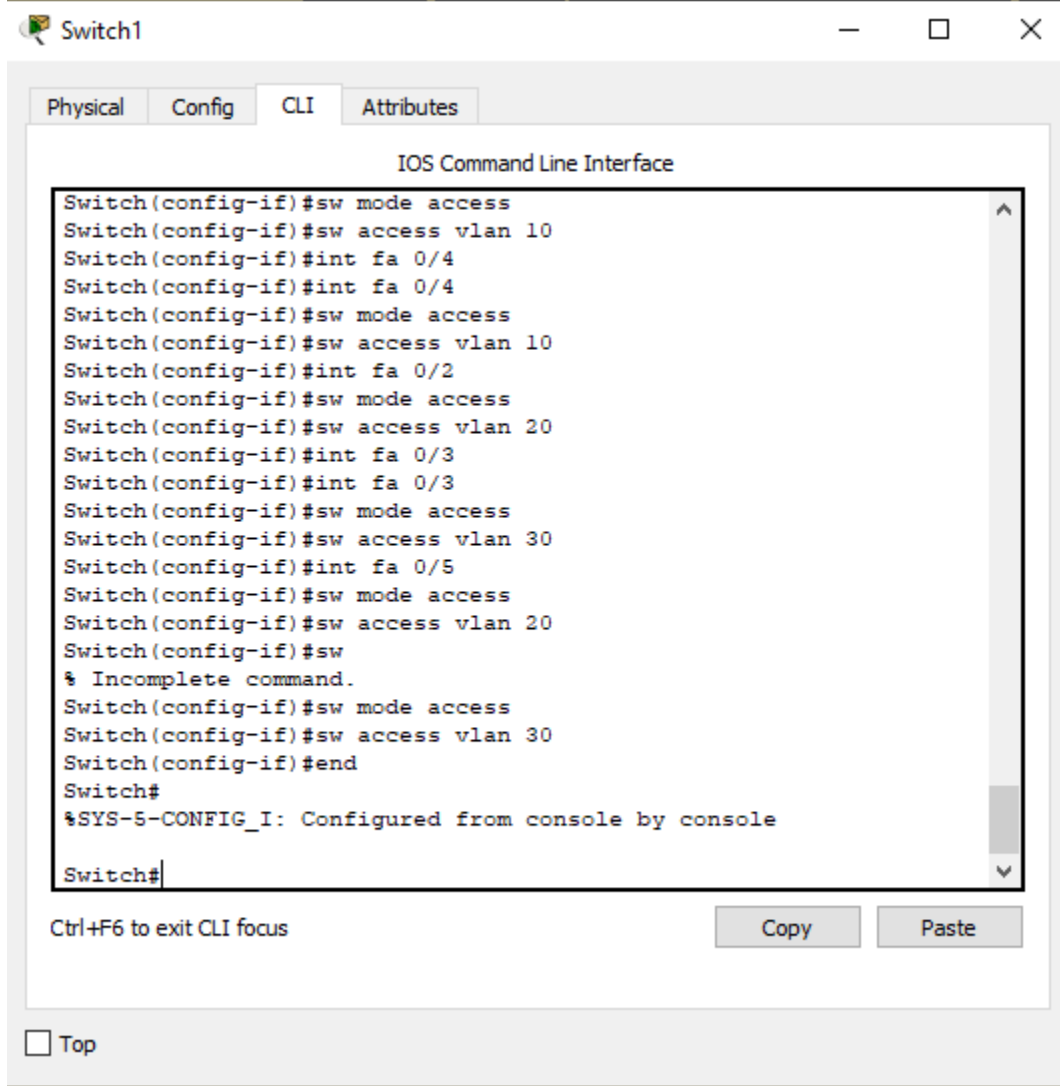 Switch1
Physical Config CLI Attributes
IOS Command Line Interface
Switch(config-if)#sw mode access
Switch(config-if)#sw access vlan 10
Switch(config-if)#int fa 0/4
Switch(config-if)#int fa 0/4
Switch(config-if)#sw mode access
Switch(config-if)#sw access vlan 10
Switch(config-if)#int fa 0/2
Switch(config-if)#sw mode access
Switch(config-if)#sw access vlan 20
Switch(config-if)#int fa 0/3
Switch(config-if)#int fa 0/3
Switch(config-if)#sw mode access
Switch(config-if)#sw access vlan 30
Switch(config-if)#int fa 0/5
Switch(config-if)#sw mode access
Switch(config-if)#sw access vlan 20
Switch(config-if)#sw
% Incomplete command.
Switch(config-if)#sw mode access
Switch(config-if)#sw access vlan 30
Switch(config-if)#end
Switch#
%SYS-5-CONFIG_I: Configured from console by console
Switch#
Ctrl+F6 to exit CLI focus Copy Paste
Top